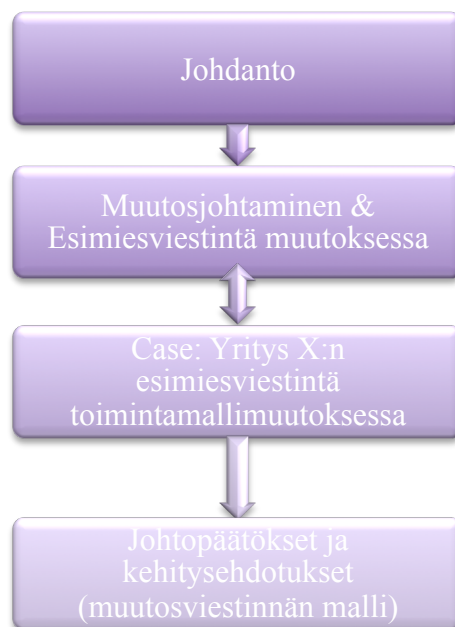 Johdanto
Muutosjohtaminen &
Esimiesviestintä muutoksessa
Case: Yritys X:n
esimiesviestintä
toimintamallimuutoksessa
Johtopäätökset ja
kehitysehdotukset
(muutosviestinnän malli)